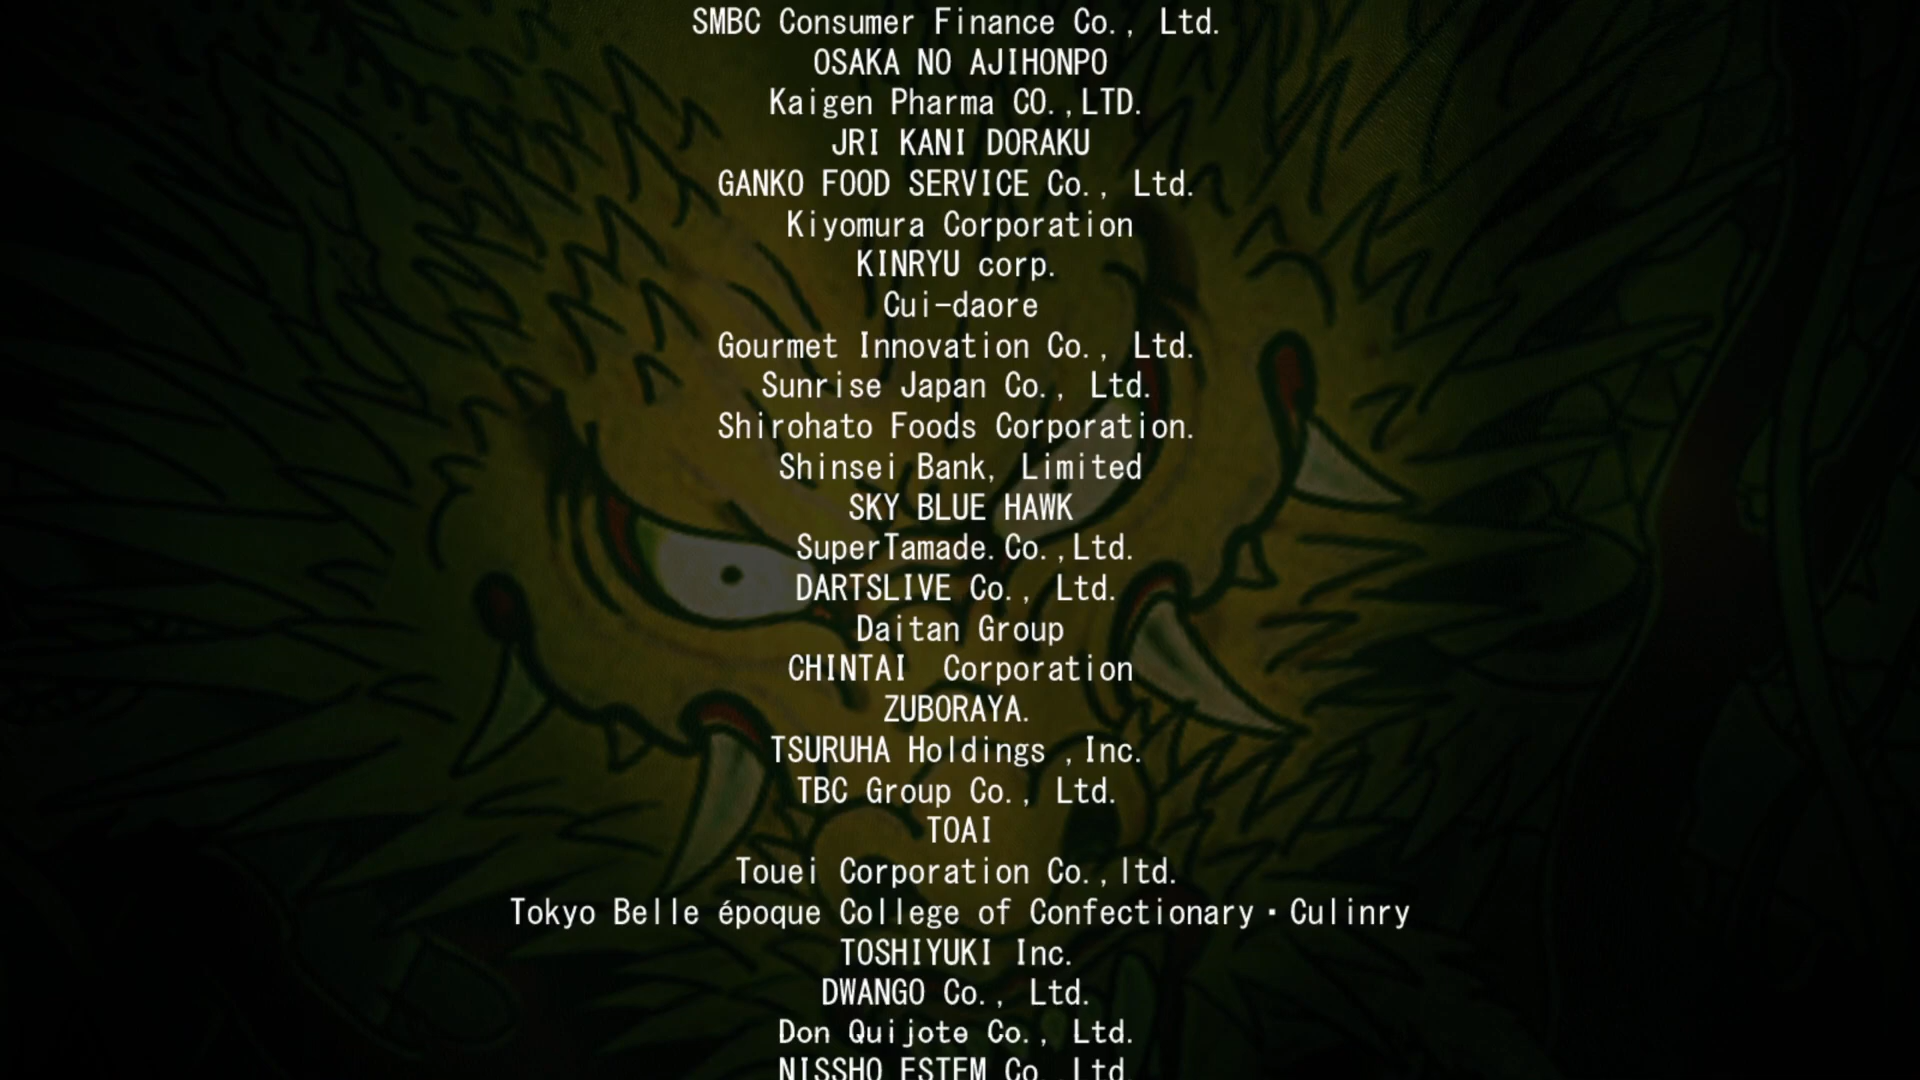 SMBC Consumer Finance Co., Ltd.
OSAKA NO AJIHONPO
Kaigen Pharma CO.,LTD.
JRI KANI DORAKU
GANKO FOOD SERVICE Co., Ltd.
Kiyomura Corporation
KINRYU corp.
Cui-daore
Gourmet Innovation Co., Ltd.
Sunrise Japan Co., Ltd.
Shirohato Foods Corporation.
Shinsei Bank, Limited
SKY BLUE HAWK
SuperTamade.Co.,Ltd.
DARTSLIVE Co., Ltd.
Daitan Group
CHINTAI  Corporation
ZUBORAYA.
TSURUHA Holdings ,Inc.
TBC Group Co., Ltd.
TOAI
Touei Corporation Co.,ltd.
Tokyo Belle époque College of Confectionary・Culinry
TOSHIYUKI Inc.
DWANGO Co., Ltd.
Don Quijote Co., Ltd.
NISSHO ESTEM Co.,Ltd.